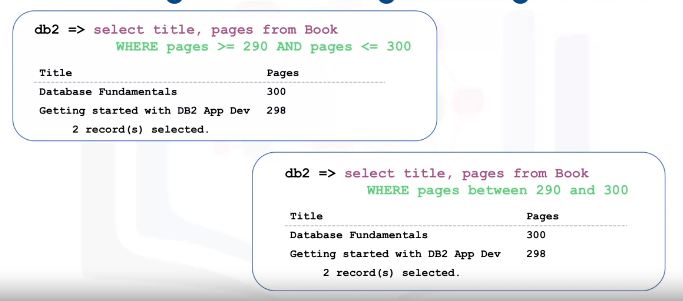 db2 => select title, pages from Book
WHERE pages >= 290 AND pages <= 300
Title Pages
Database Fundamentals 300
Getting started with DB2 App Dev 298
2 record(s) selected.
db2 => select title, pages from Book
WHERE pages between 290 and 300
Title Pages
Database Fundamentals 300
Getting started with DB2 App Dev 298
2 record(s) selected.